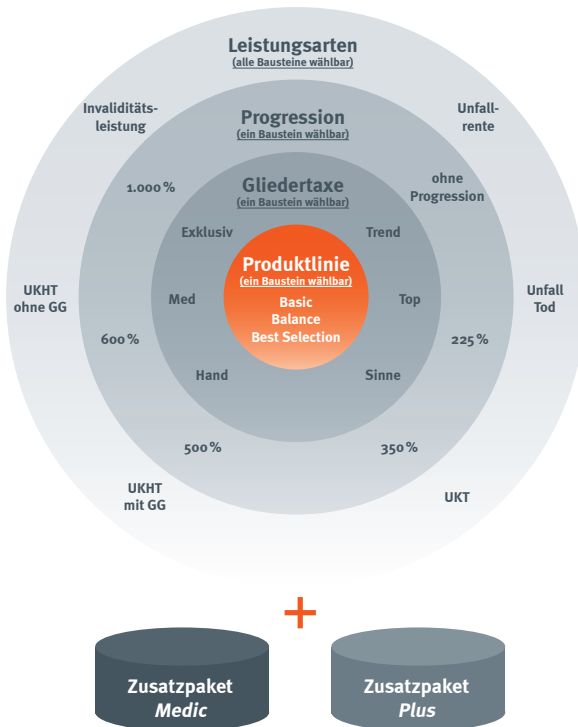 Leistungsarten
(alle Bausteine wählbar)
Invaliditäts-
leistung
Unfall-
rente
Progression
(ein Baustein wählbar)
1.000 %
ohne
Progression
Gliedertaxe
(ein Baustein wählbar)
Exklusiv
Trend
Produktlinie
(ein Baustein wählbar)
Basic
Balance
Best Selection
Med
Top
UKHT
ohne GG
Unfall
Tod
600 %
225 %
Hand
Sinne
500 %
350 %
UKHT
mit GG
UKT
+
Zusatzpaket
Medic
Zusatzpaket
Plus